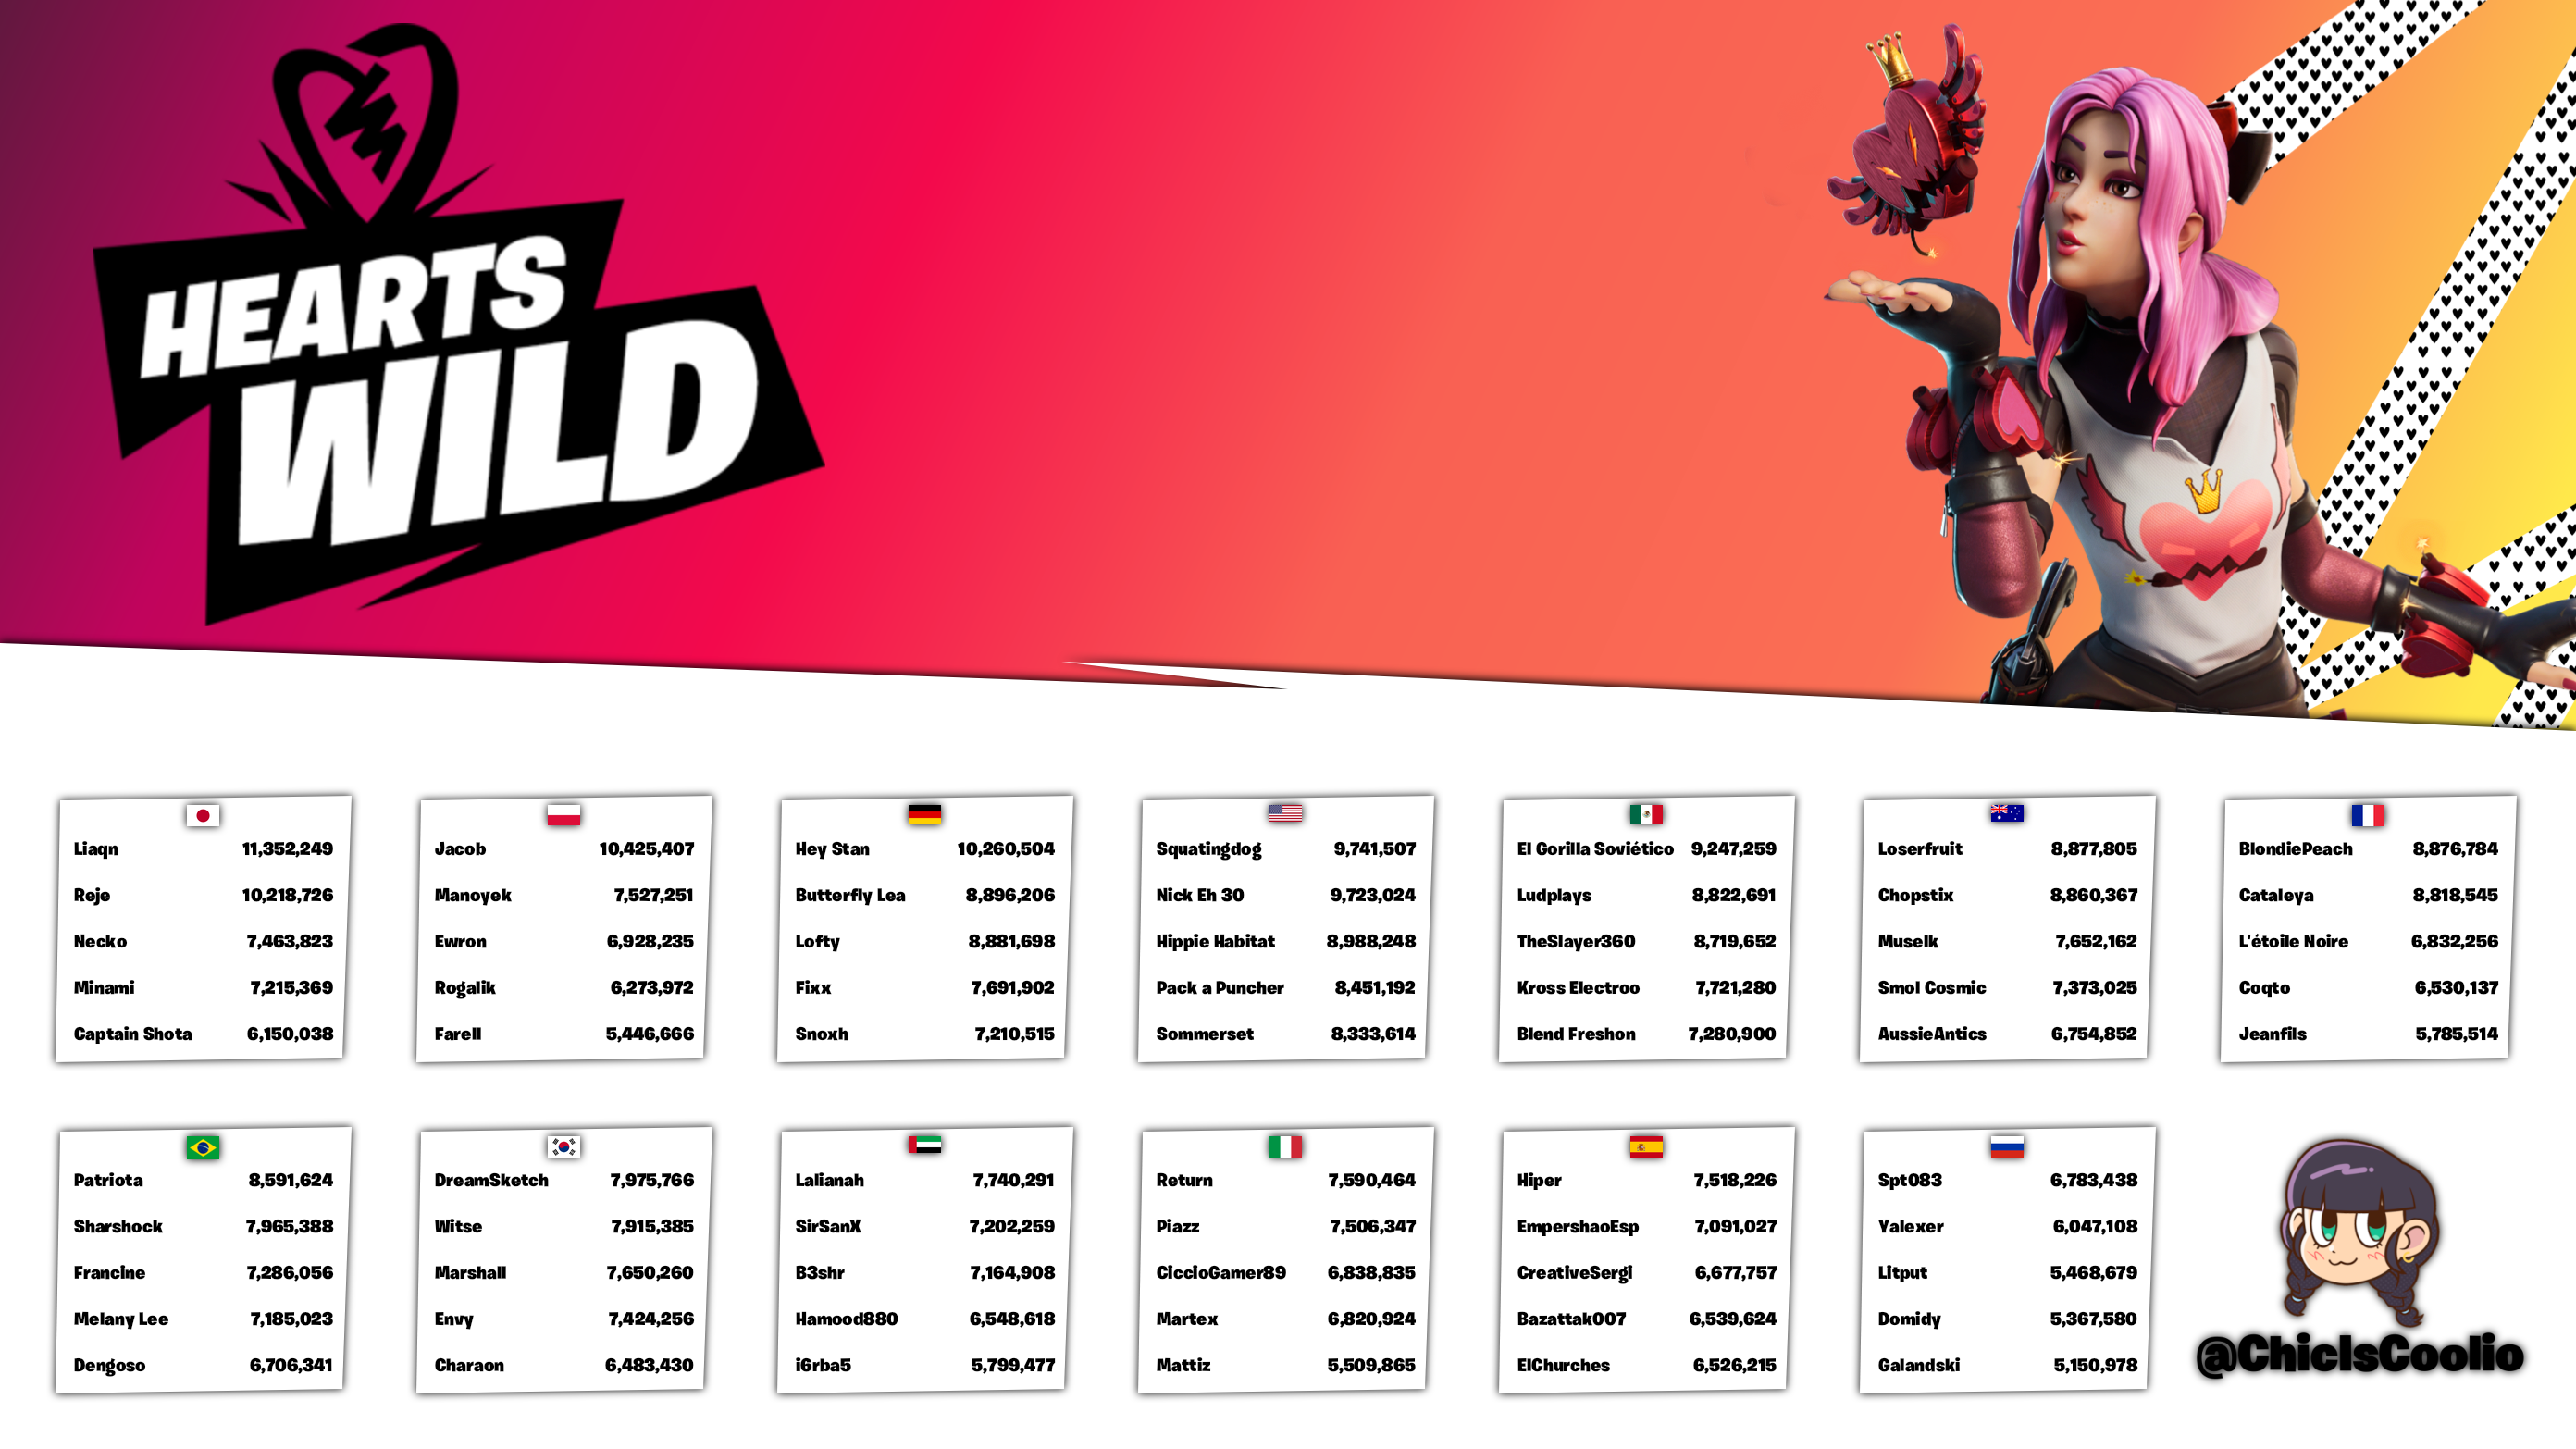 HEARTS
WILD
Liaqn 11,352,249
Reje 10,218,726
Necko 7,463,823
Minami 7,215,369
Captain Shota 6,150,038
Jacob 10,425,407
Manoyek 7,527,251
Ewron 6,928,235
Rogalik 6,273,972
Farell 5,446,666
Hey Stan 10,260,504
Butterfly Lea 8,896,206
Lofty 8,881,698
Fixx 7,691,902
Snoxh 7,210,515
Squatingdog 9,741,507
Nick Eh 30 9,723,024
Hippie Habitat 8,988,248
Pack a Puncher 8,451,192
Sommerset 8,333,614
El Gorilla Soviético 9,247,259
Ludplays 8,822,691
TheSlayer360 8,719,652
Kross Electroo 7,721,280
Blend Freshon 7,280,900
Loserfruit 8,877,805
Chopstix 8,860,367
Muselk 7,652,162
Smol Cosmic 7,373,025
AussieAntics 6,754,852
BlondiePeach 8,876,784
Cataleya 8,818,545
L'étoile Noire 6,832,256
Coqto 6,530,137
Jeanfils 5,785,514
Patriota 8,591,624
Sharshock 7,965,388
Francine 7,286,056
Melany Lee 7,185,023
Dengoso 6,706,341
DreamSketch 7,975,766
Witse 7,915,385
Marshall 7,650,260
Envy 7,424,256
Charaon 6,483,430
Lalianah 7,740,291
SirSanX 7,202,259
B3shr 7,164,908
Hamood880 6,548,618
i6rba5 5,799,477
Return 7,590,464
Piazz 7,506,347
CiccioGamer89 6,838,835
Martex 6,820,924
Mattiz 5,509,865
Hiper 7,518,226
EmpershaoEsp 7,091,027
CreativeSergi 6,677,757
Bazattak007 6,539,624
ElChurches 6,526,215
Spt083 6,783,438
Yalexer 6,047,108
Litput 5,468,679
Domidy 5,367,580
Galandski 5,150,978
@ChicIsCoolio